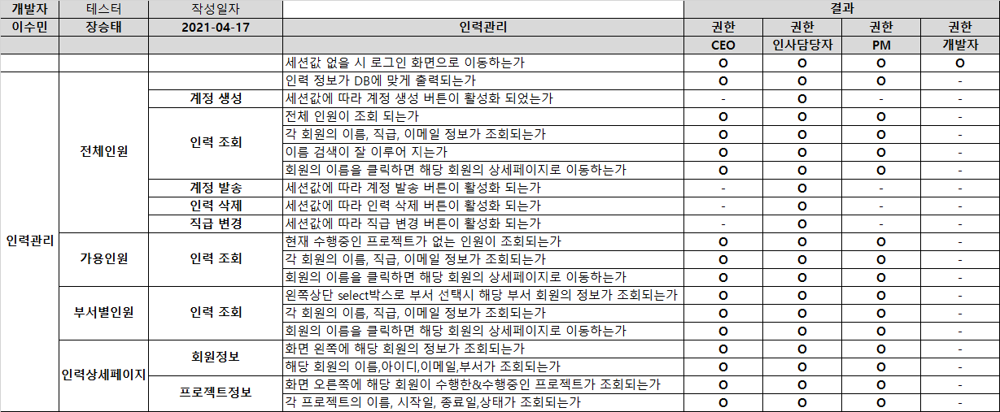 개발자 테스터 작성일자 결과
이수민 장승태 2021-04-17 인력관리 권한 권한 권한 권한
CEO 인사담당자 PM 개발자
세션값 없을 시 로그인 화면으로 이동하는가 O O O O
인력 정보가 DB에 맞게 출력되는가 O O O -
계정 생성 세션값에 따라 계정 생성 버튼이 활성화 되었는가 - O - -
전체 인원이 조회 되는가 O O O -
전체인원 인력 조회 각 회원의 이름, 직급, 이메일 정보가 조회되는가 O O O -
이름 검색이 잘 이루어 지는가 O O O -
회원의 이름을 클릭하면 해당 회원의 상세페이지로 이동하는가 O O O -
계정 발송 세션값에 따라 계정 발송 버튼이 활성화 되는가 - O - -
인력 삭제 세션값에 따라 인력 삭제 버튼이 활성화 되는가 - O - -
직급 변경 세션값에 따라 직급 변경 버튼이 활성화 되는가 - O - -
인력관리 현재 수행중인 프로젝트가 없는 인원이 조회되는가 O O O -
가용인원 인력 조회 각 회원의 이름, 직급, 이메일 정보가 조회되는가 O O O -
회원의 이름을 클릭하면 해당 회원의 상세페이지로 이동하는가 O O O -
왼쪽상단 select박스로 부서 선택시 해당 부서 회원의 정보가 조회되는가 O O O -
부서별인원 인력 조회 각 회원의 이름, 직급, 이메일 정보가 조회되는가 O O O -
회원의 이름을 클릭하면 해당 회원의 상세페이지로 이동하는가 O O O -
인력상세페이지 회원정보 화면 왼쪽에 해당 회원의 정보가 조회되는가 O O O -
해당 회원의 이름,아이디,이메일,부서가 조회되는가 O O O -
프로젝트정보 화면 오른쪽에 해당 회원이 수행한&수행중인 프로젝트가 조회되는가 O O O -
각 프로젝트의 이름, 시작일, 종료일,상태가 조회되는가 O O O -